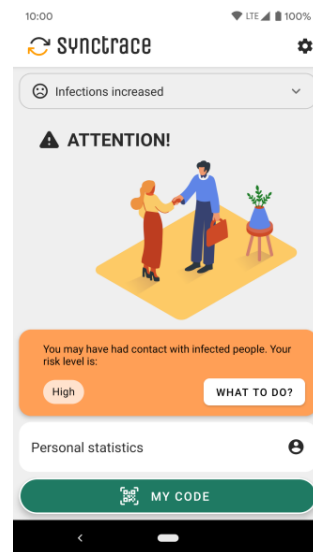 10:00
LTE
100%
Synctrace
Infections increased
ATTENTION!
You may have had contact with infected people. Your
risk level is:
High
WHAT TO DO?
Personal statistics
MY CODE